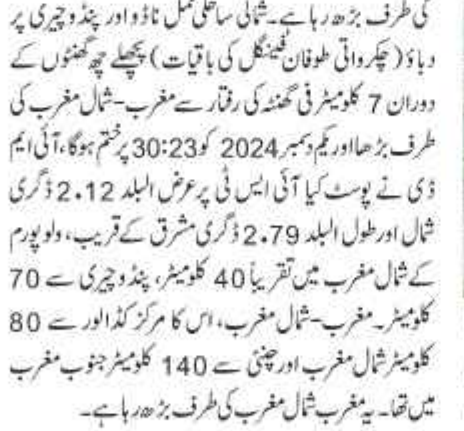 کی طرف بڑھ رہا ہے۔ شمالی ساحلی تمل ناڈو اور پنڈوچیری پر
دباؤ (چکرواتی طوفان فینگل کی باقیات) پچھلے چھ گھنٹوں کے
دوران 7 کلومیٹر فی گھنٹہ کی رفتار سے مغرب-شمال مغرب کی
طرف بڑھا اور یکم دسمبر 2024 کو 30:23 پر ختم ہوگا، آئی ایم
ڈی نے پوسٹ کیا آئی ایس ٹی پر عرض البلد 2.12 ڈگری
شمال اور طول البلد 2.79 ڈگری مشرق کے قریب، ولوپورم
کے شمال مغرب میں تقریباً 40 کلومیٹر، پنڈوچیری سے 70
کلومیٹر۔ مغرب-شمال مغرب، اس کا مرکز کڈالور سے 80
کلومیٹر شمال مغرب اور چنئی سے 140 کلومیٹر جنوب مغرب
میں تھا۔ یہ مغرب شمال مغرب کی طرف بڑھ رہا ہے۔